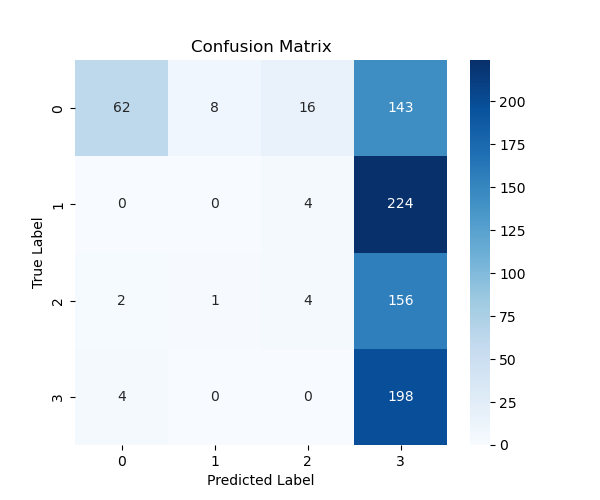 Confusion Matrix
True Label
0 62 8 16 143
1 0 0 4 224
2 2 1 4 156
3 4 0 0 198
0 1 2 3
Predicted Label
200
175
150
125
100
75
50
25
0